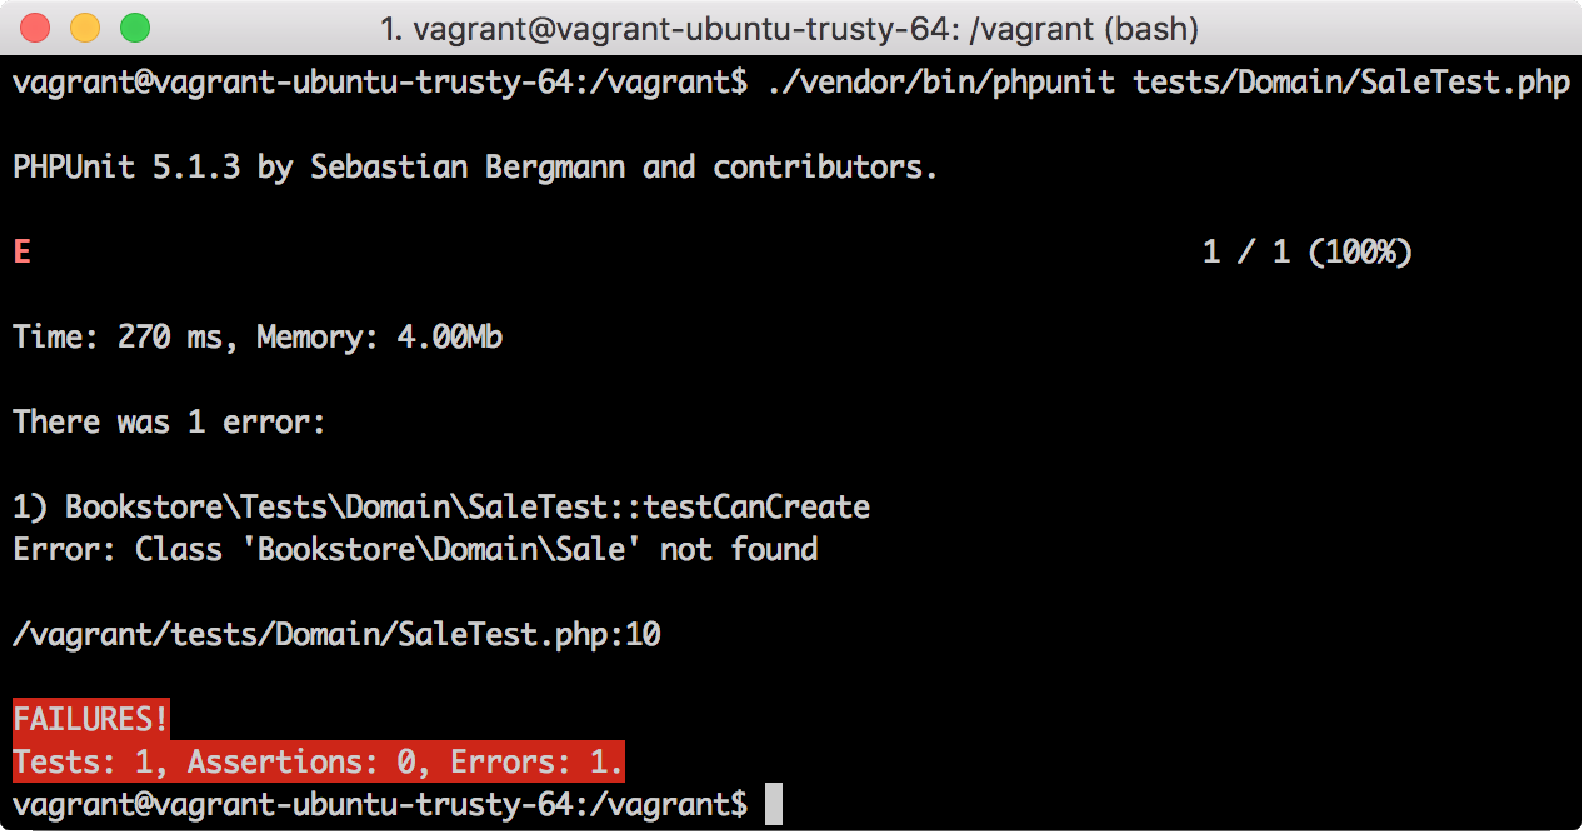 1. vagrant@vagrant-ubuntu-trusty-64: /vagrant (bash)
vagrant@vagrant-ubuntu-trusty-64:/vagrant$ ./vendor/bin/phpunit tests/Domain/SaleTest.php
PHPUnit 5.1.3 by Sebastian Bergmann and contributors.
E 1 / 1 (100%)
Time: 270 ms, Memory: 4.00Mb
There was 1 error:
1) Bookstore\Tests\Domain\SaleTest::testCanCreate
Error: Class 'Bookstore\Domain\Sale' not found
/vagrant/tests/Domain/SaleTest.php:10
FAILURES!
Tests: 1, Assertions: 0, Errors: 1.
vagrant@vagrant-ubuntu-trusty-64:/vagrant$